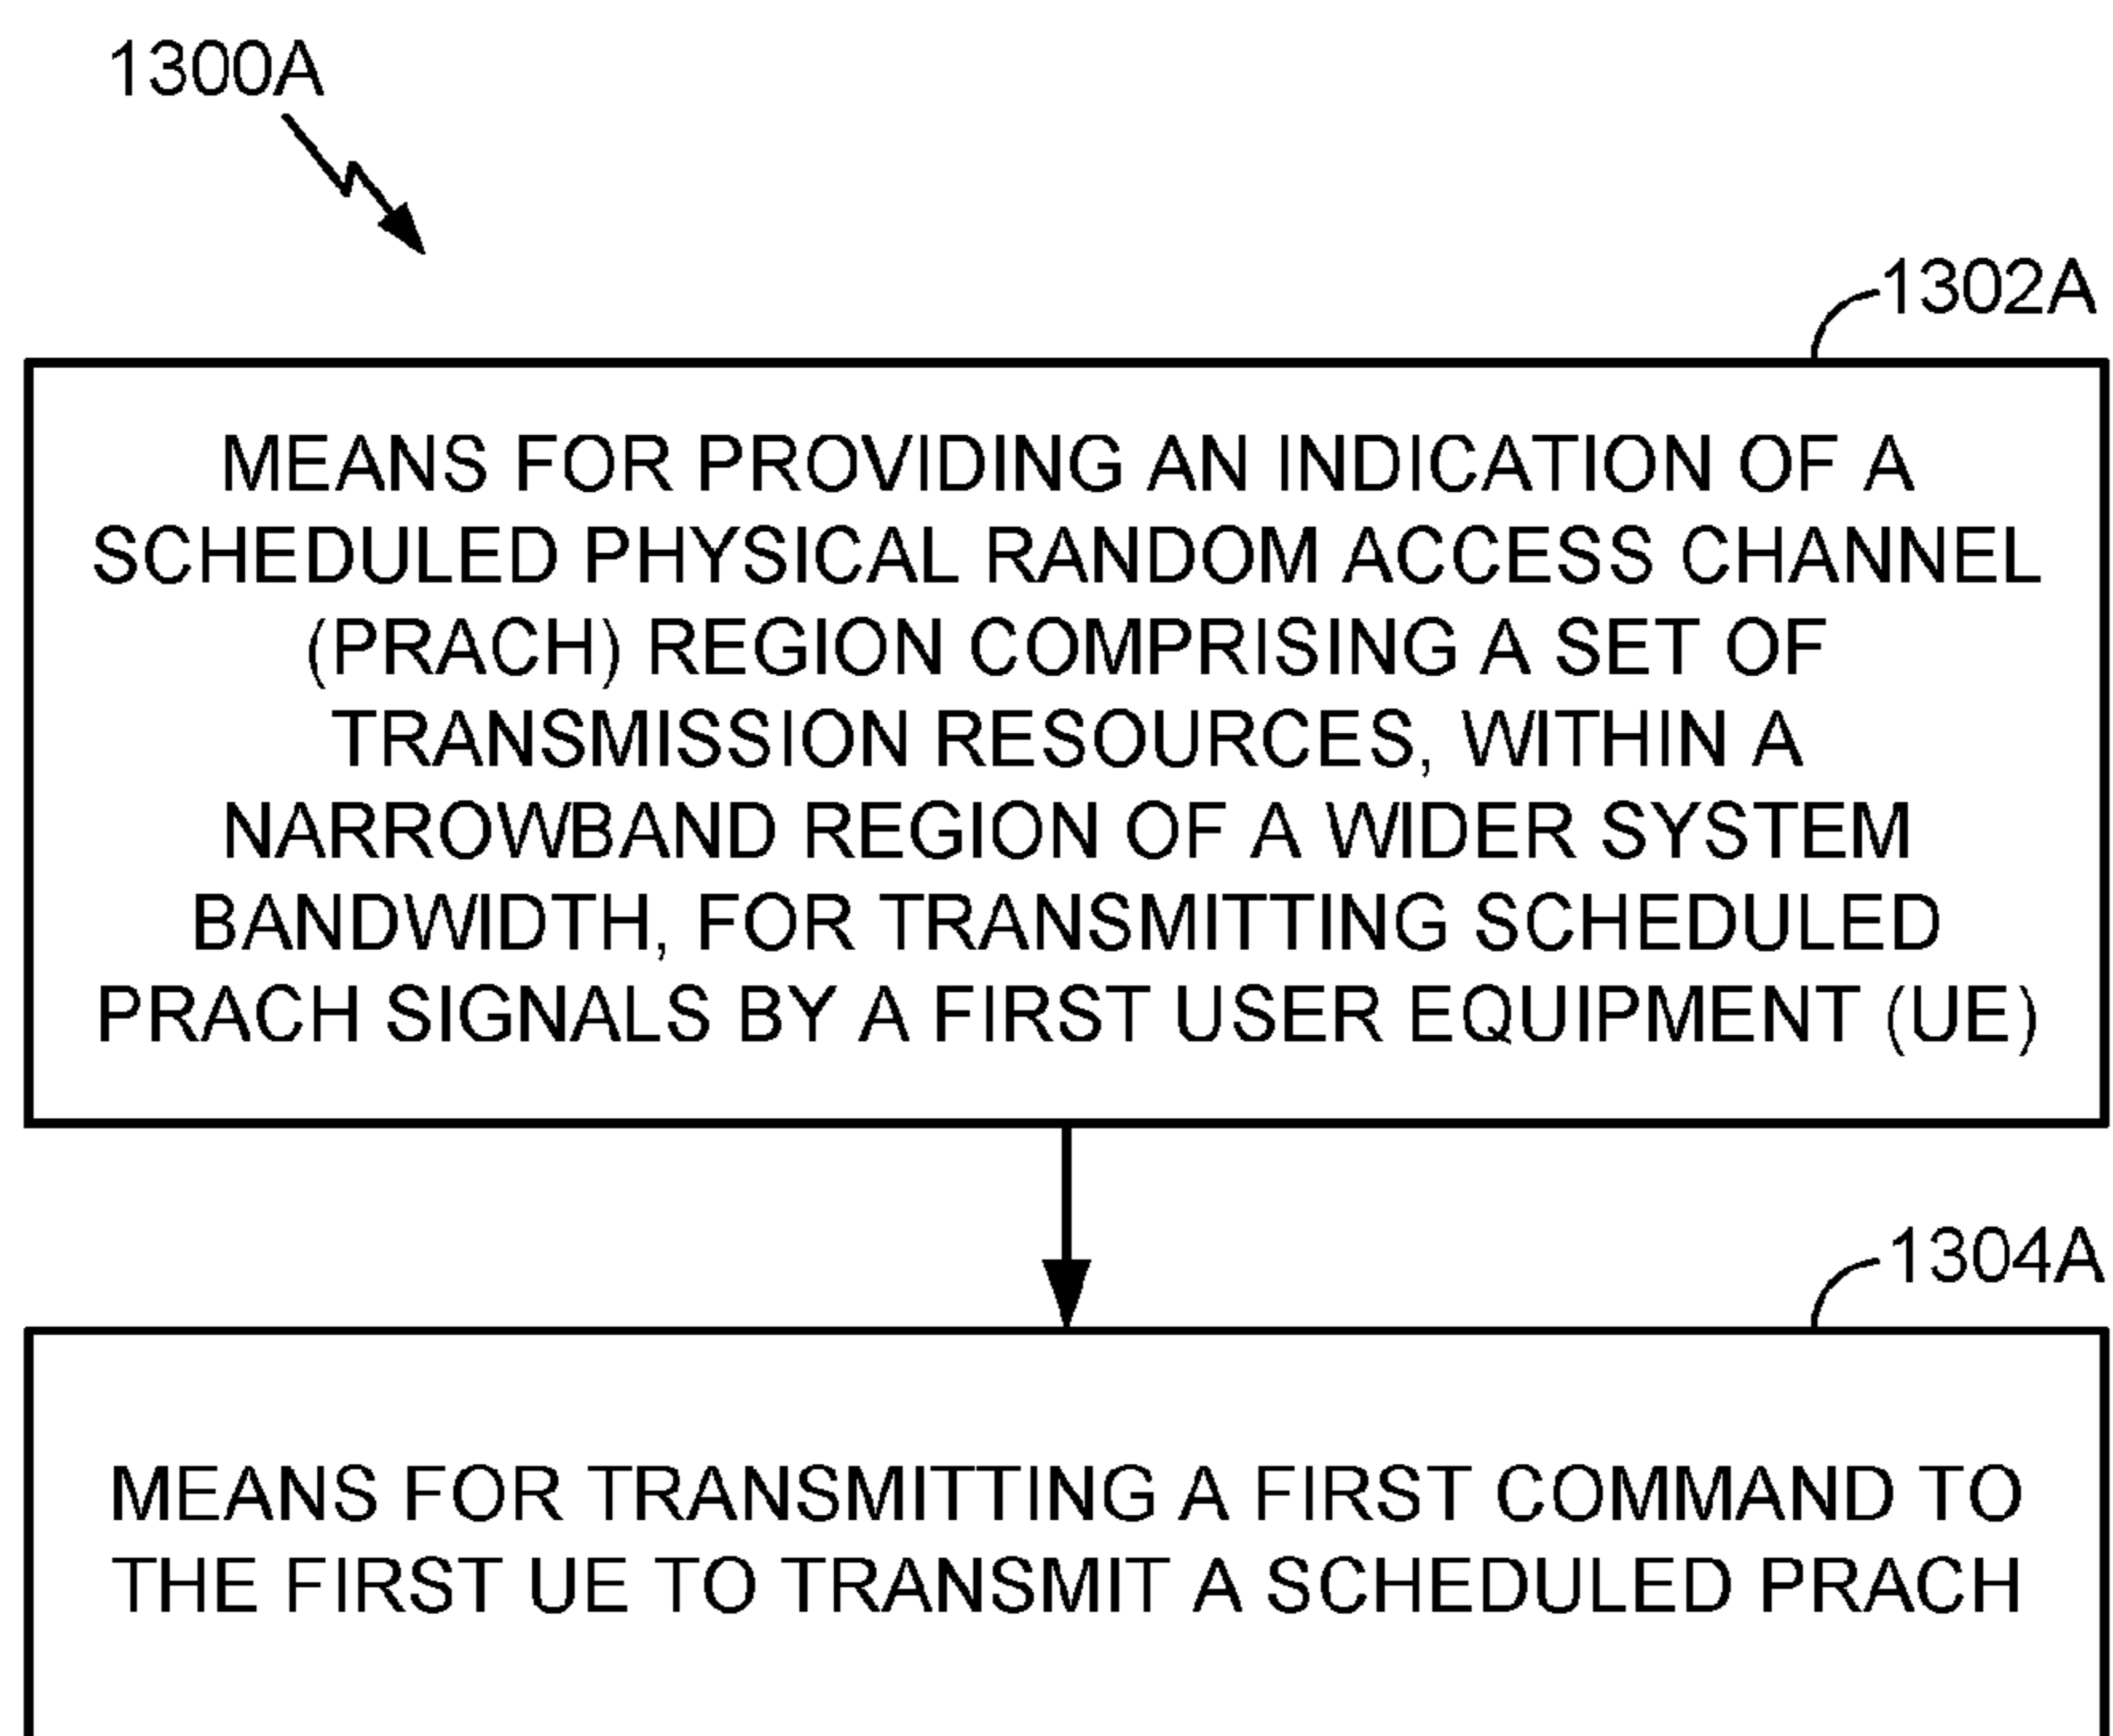 1300A
1302A
MEANS FOR PROVIDING AN INDICATION OF A
SCHEDULED PHYSICAL RANDOM ACCESS CHANNEL
(PRACH) REGION COMPRISING A SET OF
TRANSMISSION RESOURCES, WITHIN A
NARROWBAND REGION OF A WIDER SYSTEM
BANDWIDTH, FOR TRANSMITTING SCHEDULED
PRACH SIGNALS BY A FIRST USER EQUIPMENT (UE)
1304A
MEANS FOR TRANSMITTING A FIRST COMMAND TO
THE FIRST UE TO TRANSMIT A SCHEDULED PRACH